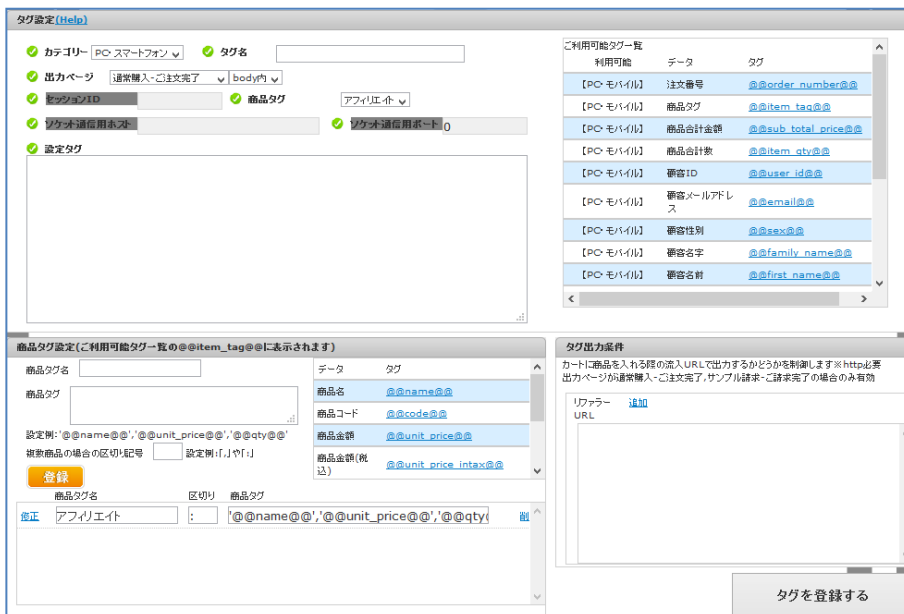 タグ設定(Help)
カテゴリー PC・スマートフォン タグ名
出力ページ 通常購入-ご注文完了 body内
セッションID 商品タグ アフィリエイト
ソケット通信用ホスト ソケット通信用ポート 0
設定タグ
ご利用可能タグ一覧
利用可能 データ タグ
【PC・モバイル】 注文番号 @@order_number@@
【PC・モバイル】 商品タグ @@item_tag@@
【PC・モバイル】 商品合計金額 @@sub_total_price@@
【PC・モバイル】 商品合計数 @@item_qty@@
【PC・モバイル】 顧客ID @@user_id@@
【PC・モバイル】 顧客メールアドレス @@email@@
【PC・モバイル】 顧客性別 @@sex@@
【PC・モバイル】 顧客名字 @@family_name@@
【PC・モバイル】 顧客名前 @@first_name@@
商品タグ設定(ご利用可能タグ一覧の@@item_tag@@に表示されます)
商品タグ名
商品タグ
設定例:'@@name@@','@@unit_price@@','@@qty@@'
複数商品の場合の区切り記号 設定例:「,」や「:」
登録
データ タグ
商品名 @@name@@
商品コード @@code@@
商品金額 @@unit_price@@
商品金額(税込) @@unit_price_intax@@
商品タグ名 区切り 商品タグ
修正 アフィリエイト : '@@name@@','@@unit_price@@','@@qty 削
タグ出力条件
カートに商品を入れる際の流入URLで出力するかどうかを制御します※http必要
出力ページが通常購入-ご注文完了,サンプル請求-ご請求完了の場合のみ有効
リファラー 追加
URL
タグを登録する